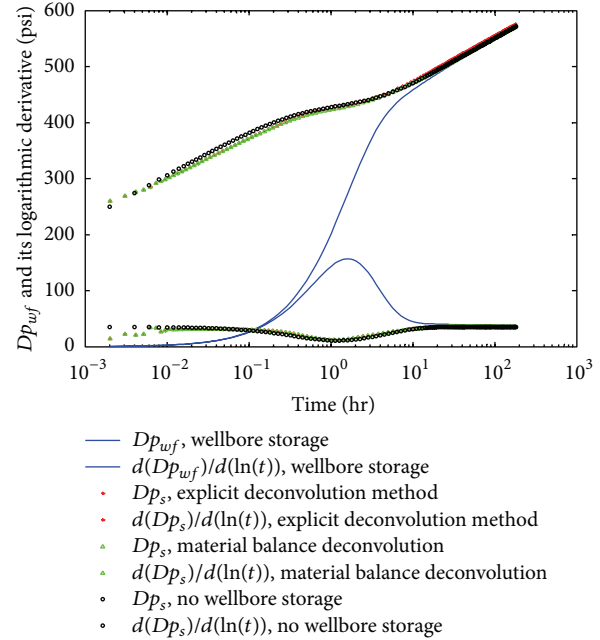 Dp_wf and its logarithmic derivative (psi)
600
500
400
300
200
100
0
10^−3 10^−2 10^−1 10^0 10^1 10^2 10^3
Time (hr)
Dp_wf, wellbore storage
d(Dp_wf)/d(ln(t)), wellbore storage
Dp_s, explicit deconvolution method
d(Dp_s)/d(ln(t)), explicit deconvolution method
Dp_s, material balance deconvolution
d(Dp_s)/d(ln(t)), material balance deconvolution
Dp_s, no wellbore storage
d(Dp_s)/d(ln(t)), no wellbore storage